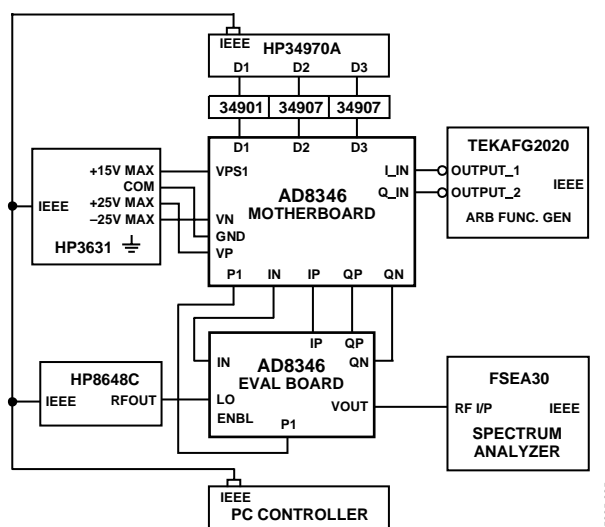 IEEE
HP34970A
D1 D2 D3
34901 34907 34907
D1 D2 D3
+15V MAX
COM
+25V MAX
–25V MAX
IEEE
HP3631
VPS1
VN
GND
VP
AD8346
MOTHERBOARD
I_IN
Q_IN
P1 IN IP QP QN
TEKAFG2020
OUTPUT_1
OUTPUT_2
IEEE
ARB FUNC. GEN
IP QP
IN
QN
AD8346
EVAL BOARD
LO
ENBL
P1
VOUT
HP8648C
IEEE RFOUT
FSEA30
RF I/P IEEE
SPECTRUM
ANALYZER
IEEE
PC CONTROLLER